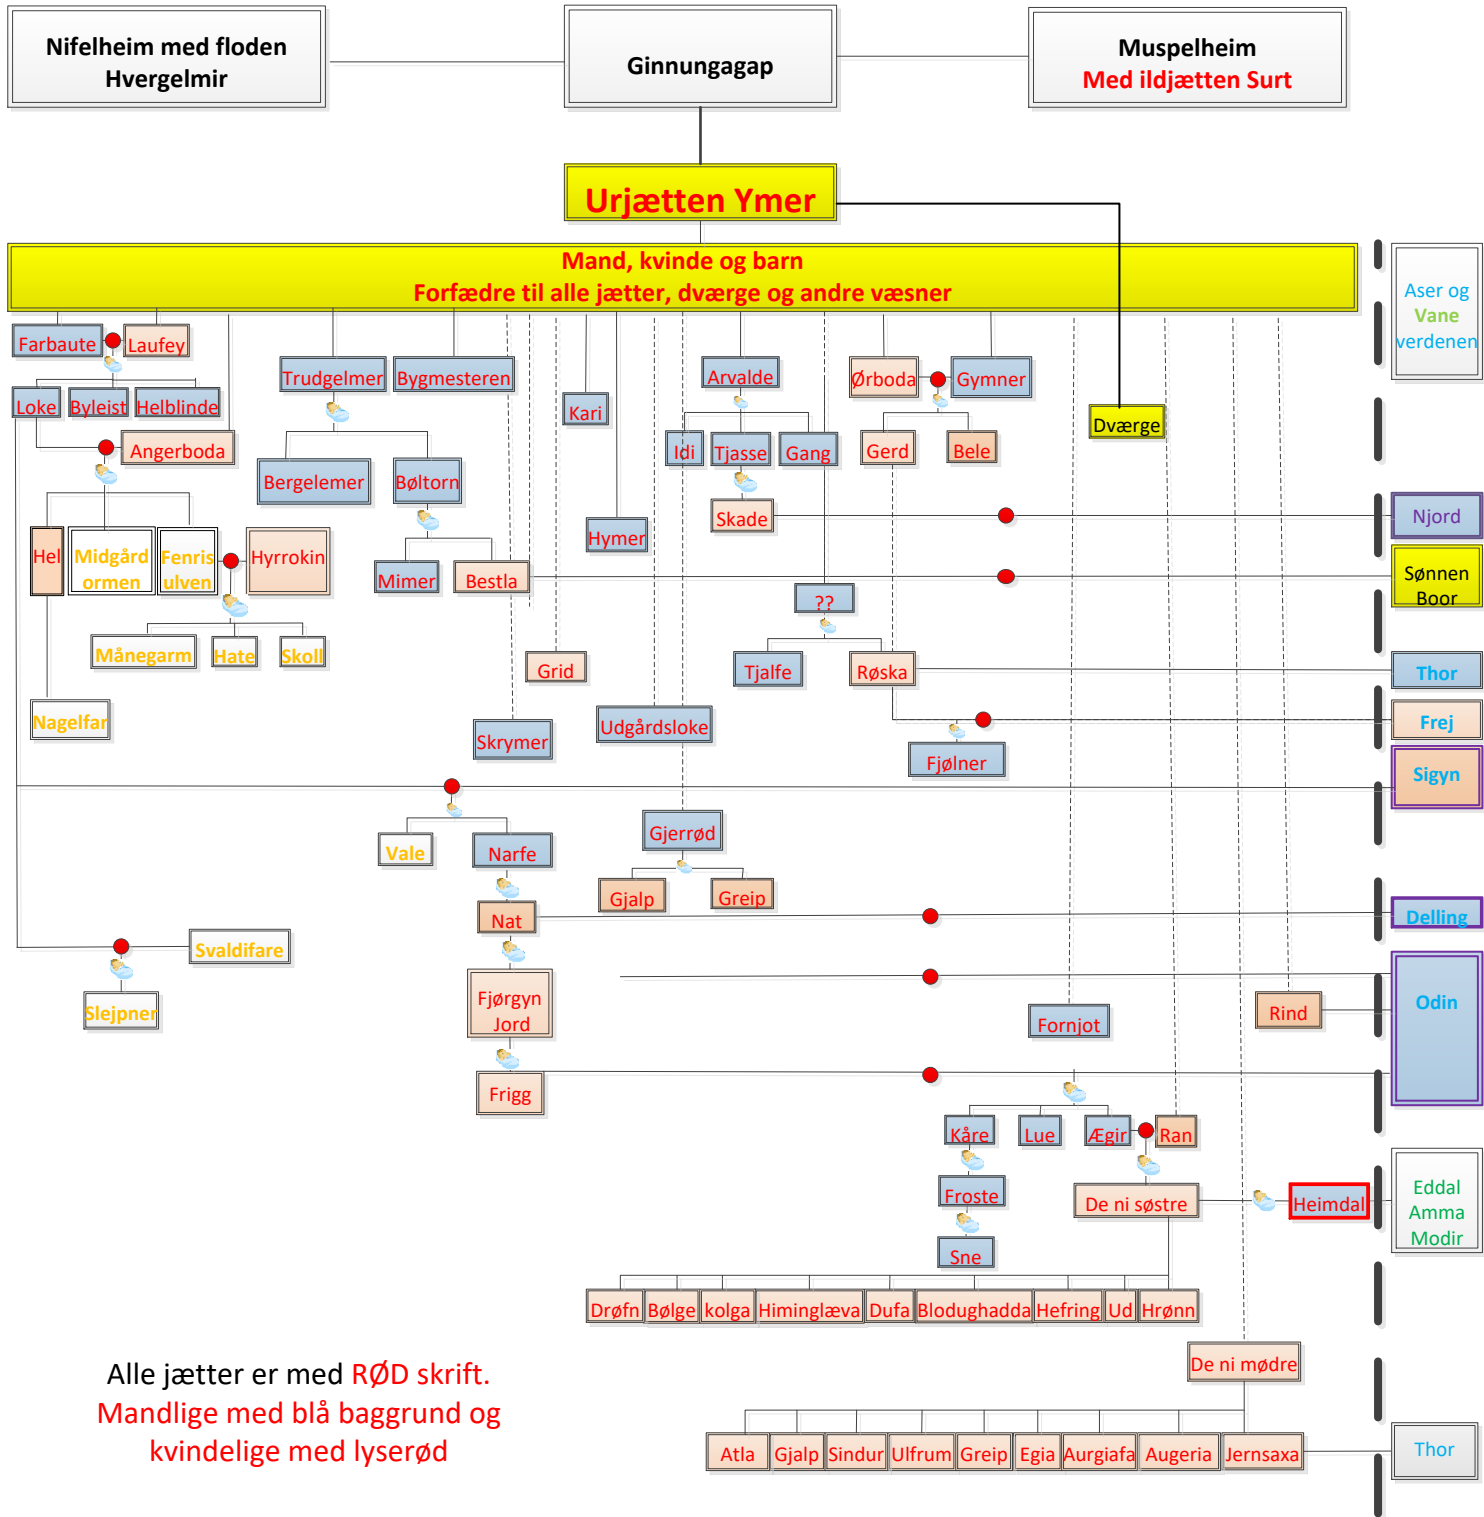 Nifelheim med floden
Hvergelmir
Ginnungagap
Muspelheim
Med ildjætten Surt
Urjætten Ymer
Mand, kvinde og barn
Forfædre til alle jætter, dværge og andre væsner
Aser og
Vane
verdenen
Farbaute
Laufey
Trudgelmer
Bygmesteren
Arvalde
Ørboda
Gymner
Loke
Byleist
Helblinde
Kari
Dværge
Angerboda
Idi
Tjasse
Gang
Gerd
Bele
Bergelemer
Bøltorn
Skade
Njord
Hel
Midgård
ormen
Fenris
ulven
Hyrrokin
Hymer
Mimer
Bestla
Sønnen
Boor
??
Månegarm
Hate
Skoll
Grid
Tjalfe
Røska
Thor
Nagelfar
Skrymer
Udgårdsloke
Frej
Fjølner
Sigyn
Vale
Narfe
Gjerrød
Gjalp
Greip
Nat
Delling
Svaldifare
Slejpner
Fjørgyn
Jord
Fornjot
Rind
Odin
Frigg
Kåre
Lue
Ægir
Ran
Froste
De ni søstre
Heimdal
Eddal
Amma
Modir
Sne
Drøfn
Bølge
kolga
Himinglæva
Dufa
Blodughadda
Hefring
Ud
Hrønn
De ni mødre
Alle jætter er med RØD skrift.
Mandlige med blå baggrund og
kvindelige med lyserød
Atla
Gjalp
Sindur
Ulfrum
Greip
Egia
Aurgiafa
Augeria
Jernsaxa
Thor